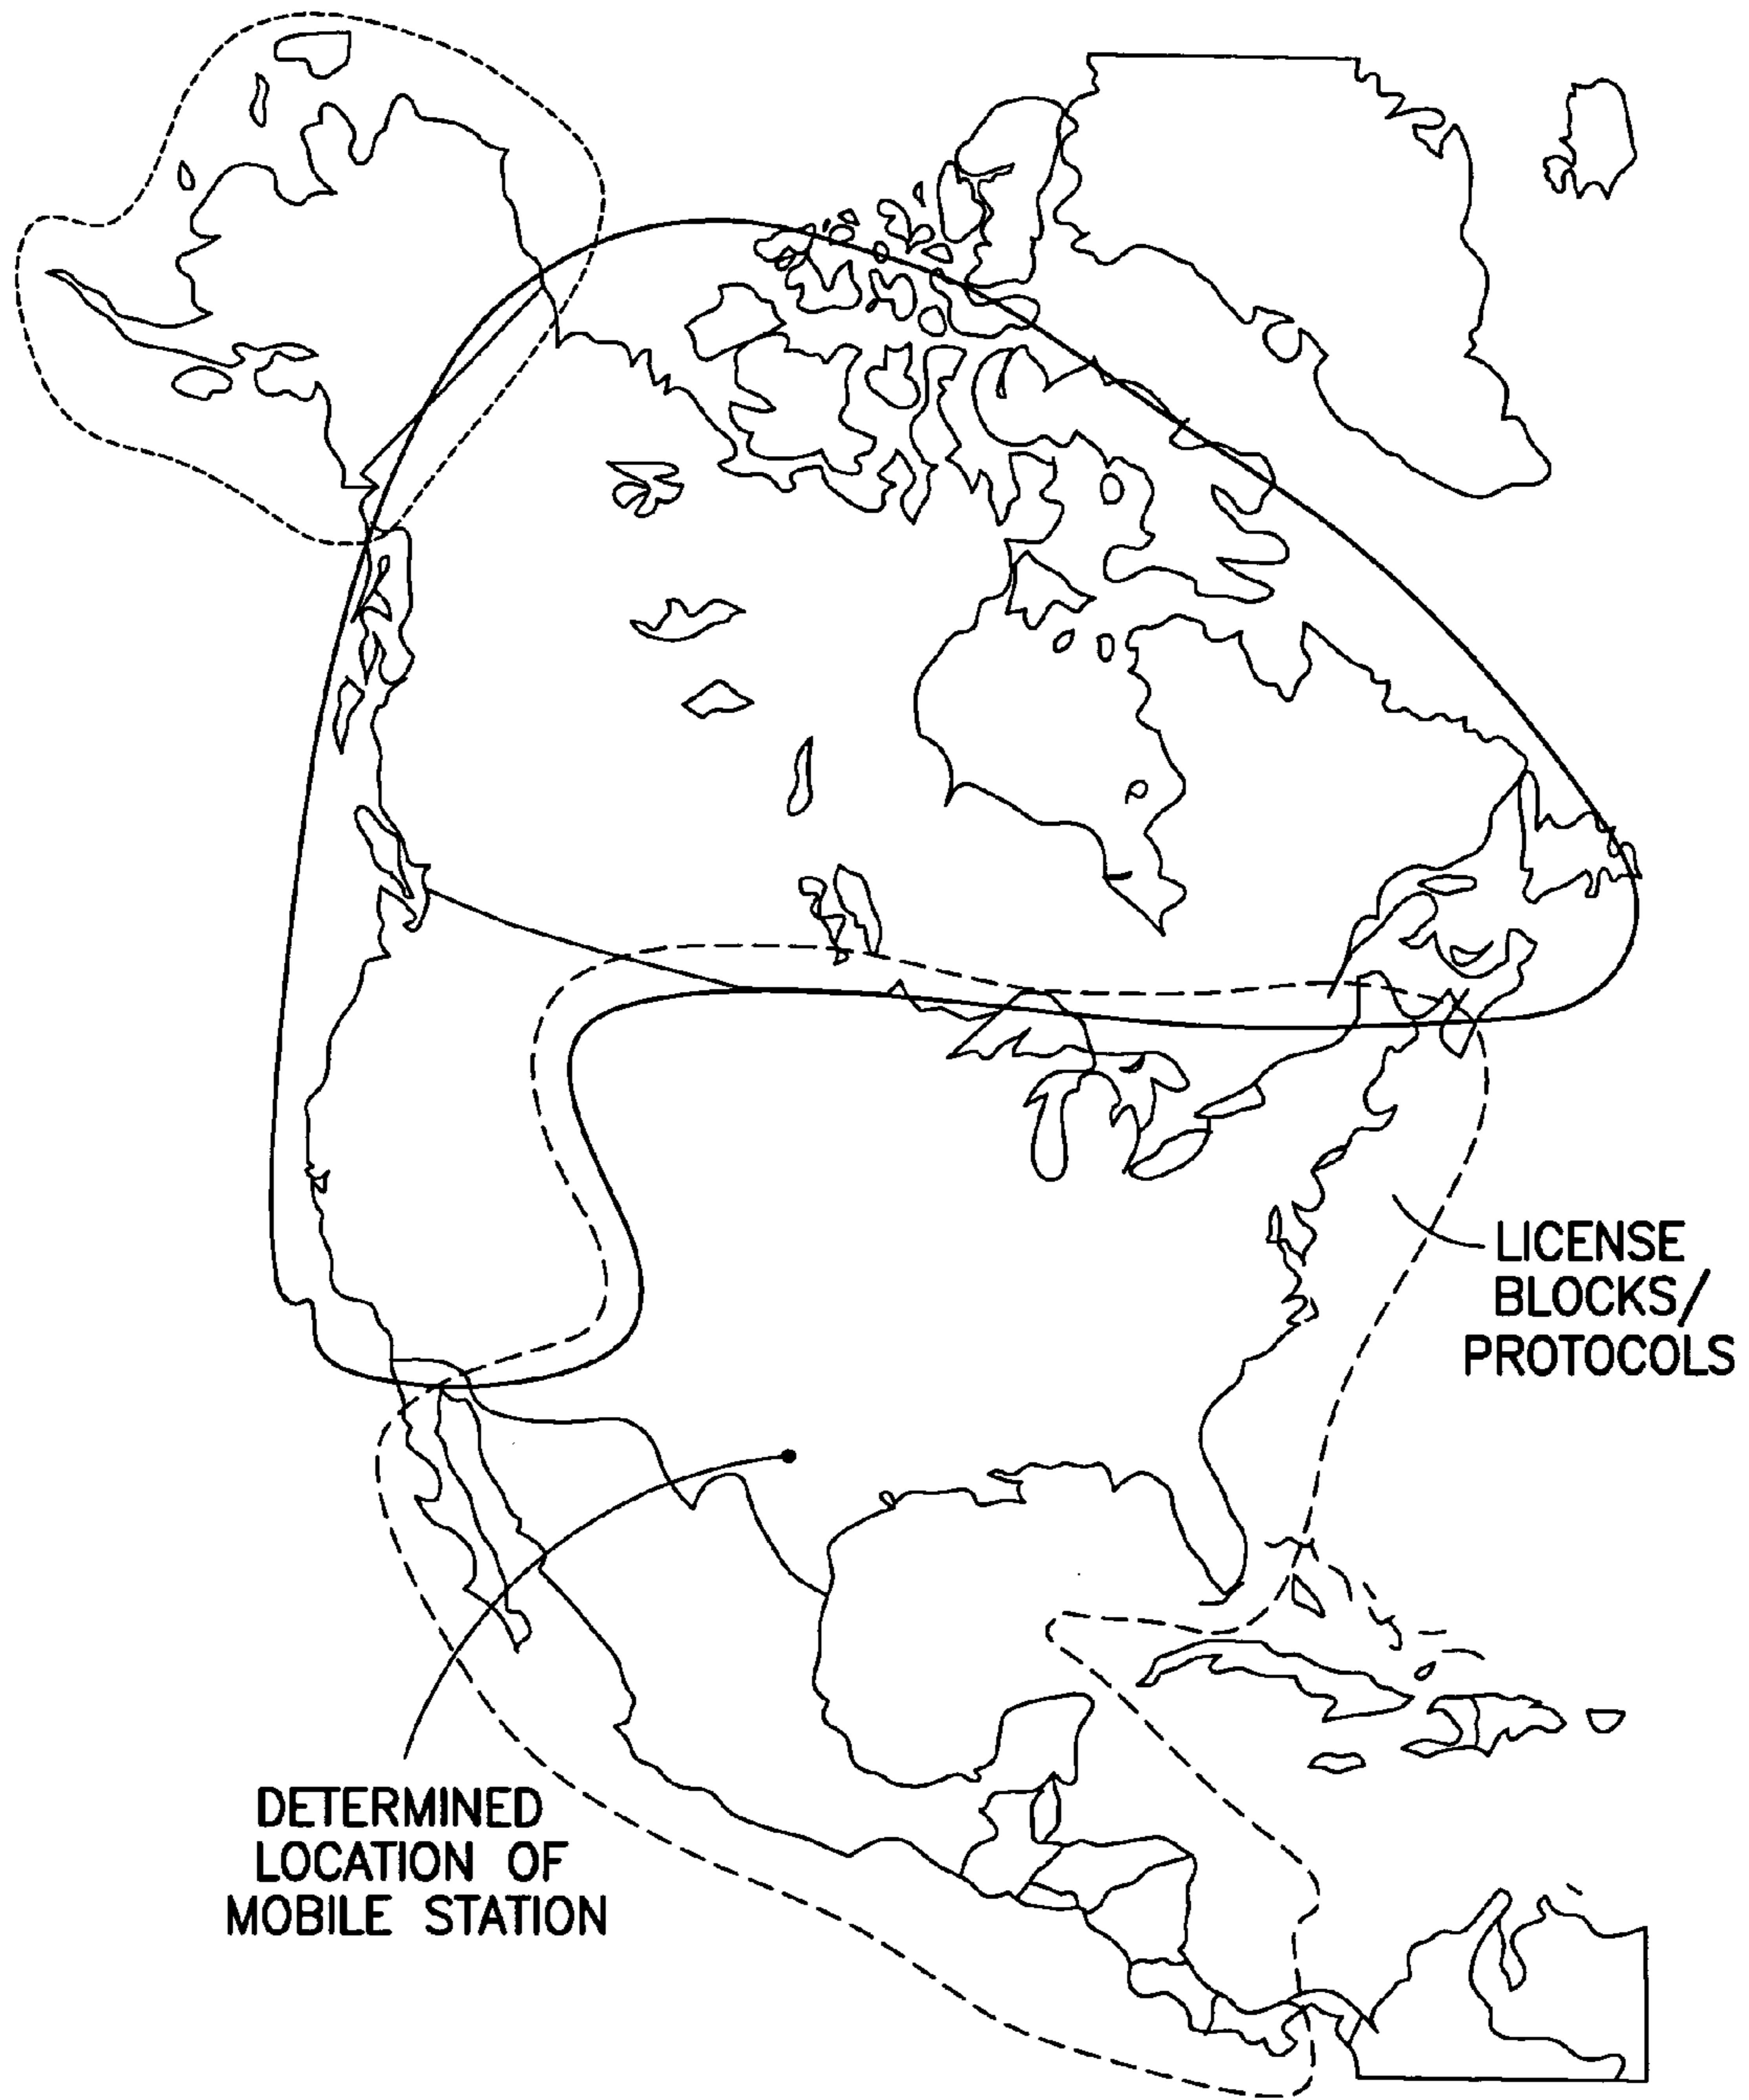 LICENSE
BLOCKS/
PROTOCOLS
DETERMINED
LOCATION OF
MOBILE STATION